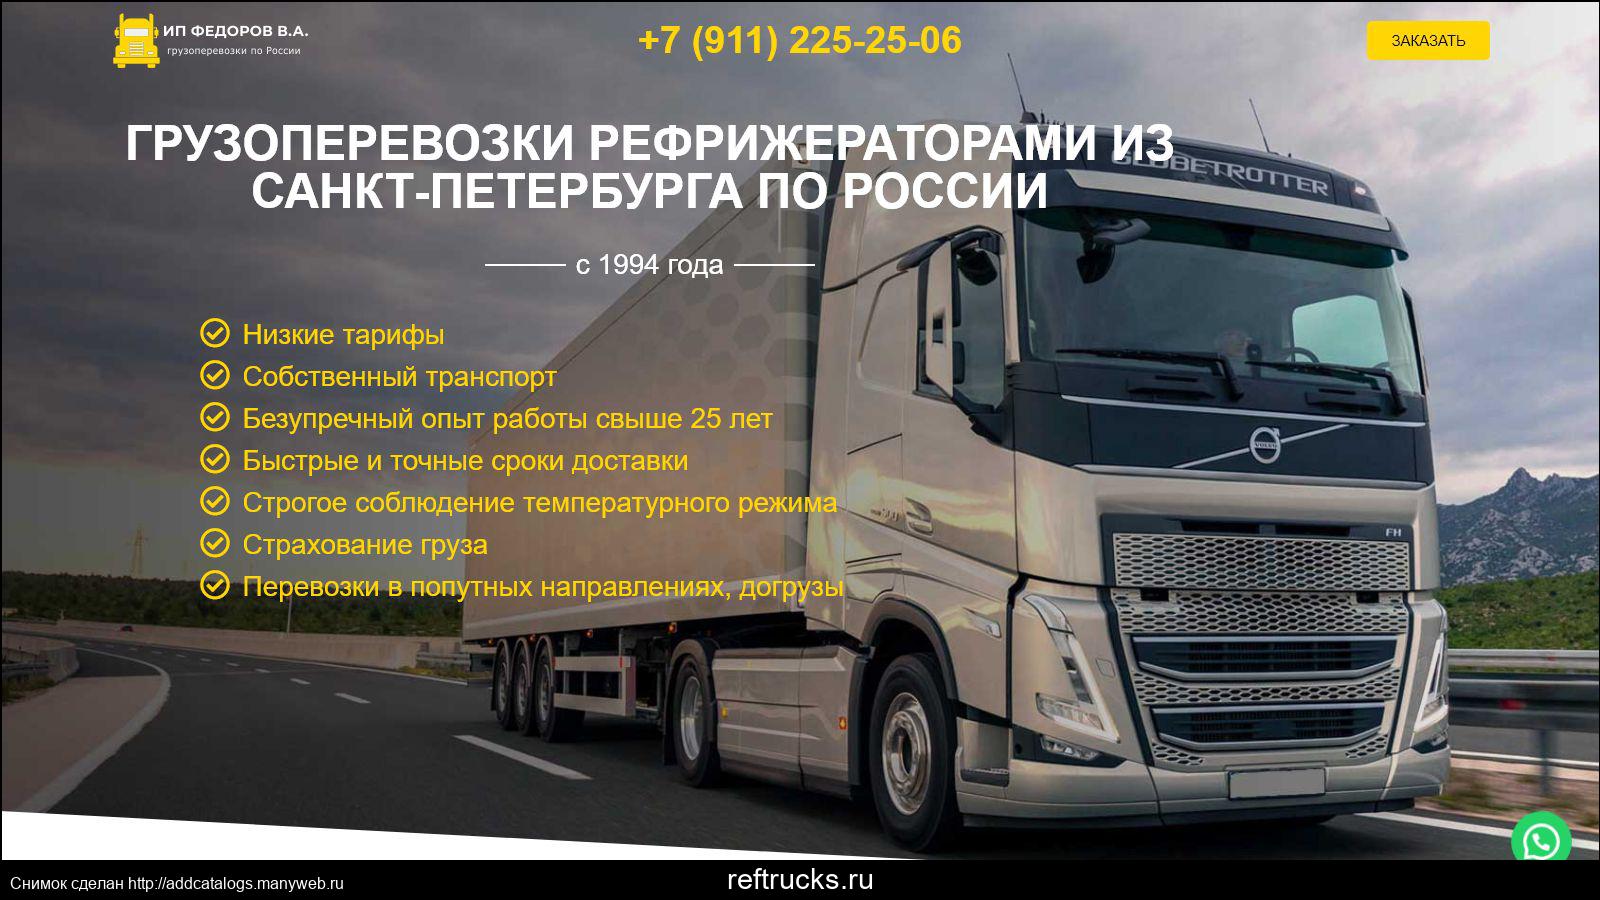 ИП ФЕДОРОВ В.А.
грузоперевозки по России
+7 (911) 225-25-06
ЗАКАЗАТЬ
ГРУЗОПЕРЕВОЗКИ РЕФРИЖЕРАТОРАМИ ИЗ
САНКТ-ПЕТЕРБУРГА ПО РОССИИ
GLOBETROTTER
с 1994 года
Низкие тарифы
Собственный транспорт
Безупречный опыт работы свыше 25 лет
Быстрые и точные сроки доставки
VOLVO
Строгое соблюдение температурного режима
FH
Страхование груза
Перевозки в попутных направлениях, догрузы
Снимок сделан http://addcatalogs.manyweb.ru
reftrucks.ru